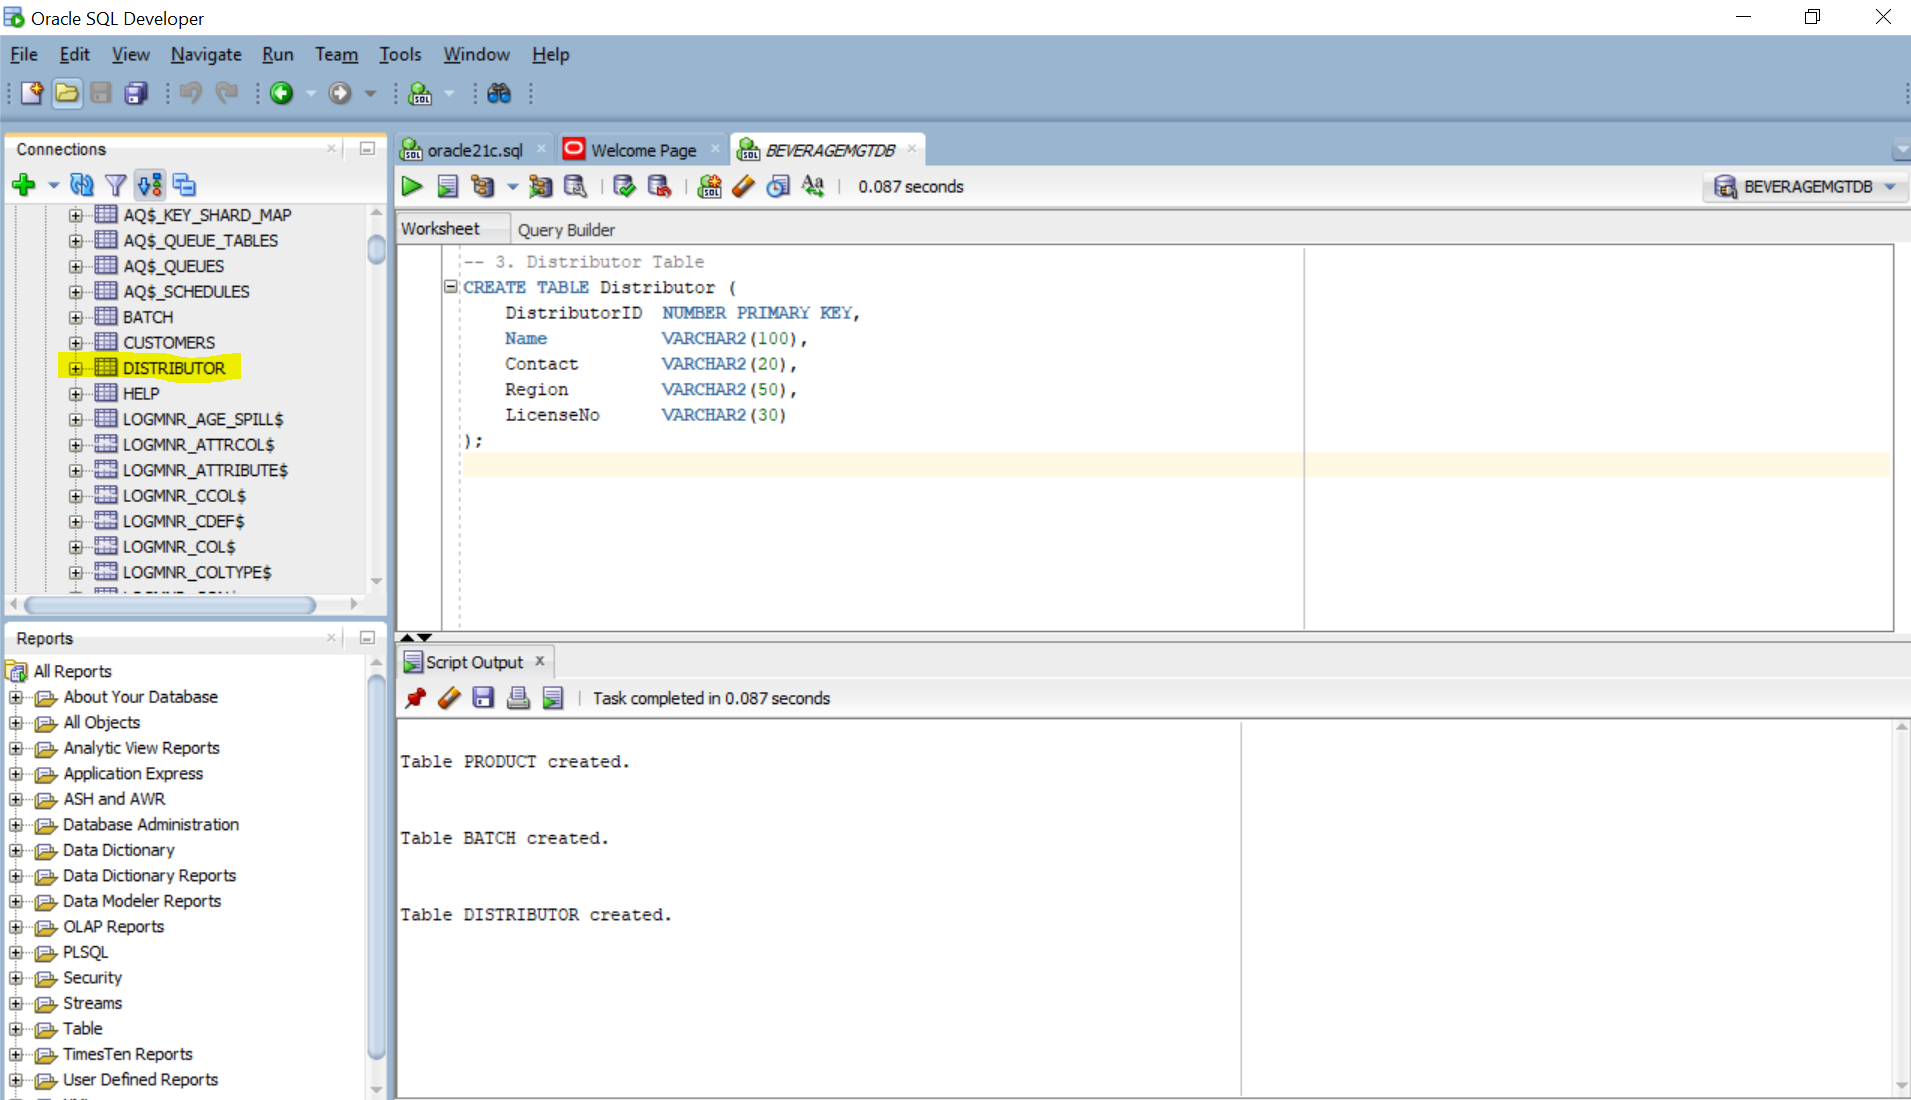 Oracle SQL Developer
File Edit View Navigate Run Team Tools Window Help
Connections
AQ$_KEY_SHARD_MAP
AQ$_QUEUE_TABLES
AQ$_QUEUES
AQ$_SCHEDULES
BATCH
CUSTOMERS
DISTRIBUTOR
HELP
LOGMNR_AGE_SPILL$
LOGMNR_ATTRCOL$
LOGMNR_ATTRIBUTE$
LOGMNR_CCOL$
LOGMNR_CDEF$
LOGMNR_COL$
LOGMNR_COLTYPE$
Reports
All Reports
About Your Database
All Objects
Analytic View Reports
Application Express
ASH and AWR
Database Administration
Data Dictionary
Data Dictionary Reports
Data Modeler Reports
OLAP Reports
PLSQL
Security
Streams
Table
TimesTen Reports
User Defined Reports
oracle21c.sql Welcome Page BEVERAGEMGTDB
0.087 seconds BEVERAGEMGTDB
Worksheet Query Builder
-- 3. Distributor Table
CREATE TABLE Distributor (
DistributorID NUMBER PRIMARY KEY,
Name VARCHAR2(100),
Contact VARCHAR2(20),
Region VARCHAR2(50),
LicenseNo VARCHAR2(30)
);
Script Output
Task completed in 0.087 seconds
Table PRODUCT created.
Table BATCH created.
Table DISTRIBUTOR created.